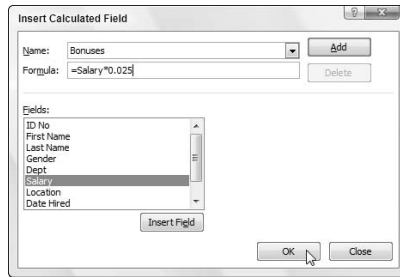 Insert Calculated Field
Name: Bonuses Add
Formula: =Salary*0.025 Delete
Fields:
ID No
First Name
Last Name
Gender
Dept
Salary
Location
Date Hired
Insert Field
OK Close